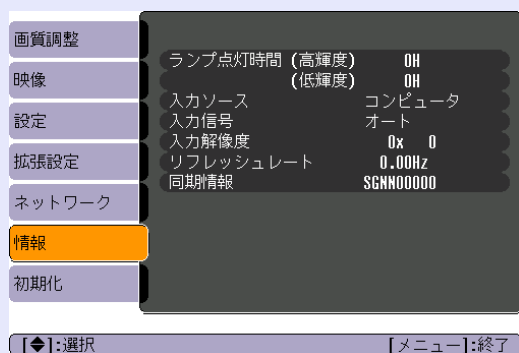 画質調整
映像
設定
拡張設定
ネットワーク
情報
初期化
ランプ点灯時間 (高輝度) 0H
(低輝度) 0H
入力ソース コンピュータ
入力信号 オート
入力解像度 0x 0
リフレッシュレート 0.00Hz
同期情報 SGNN00000
[◆]:選択 [メニュー]:終了